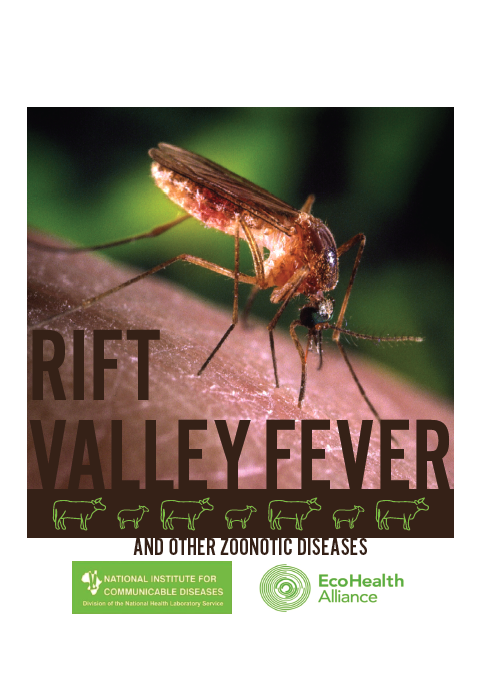 RIFT
VALLEY FEVER
AND OTHER ZOONOTIC DISEASES
NATIONAL INSTITUTE FOR
COMMUNICABLE DISEASES
Division of the National Health Laboratory Service
EcoHealth
Alliance